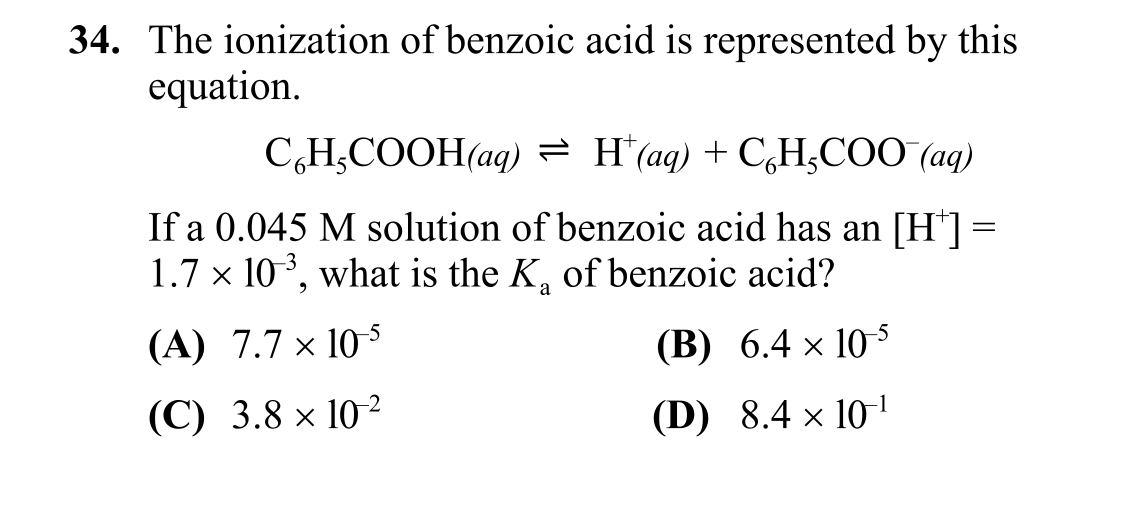 34. The ionization of benzoic acid is represented by this
equation.
C₆H₅COOH(aq) ⇌ H⁺(aq) + C₆H₅COO⁻(aq)
If a 0.045 M solution of benzoic acid has an [H⁺] =
1.7 × 10⁻³, what is the Kₐ of benzoic acid?
(A) 7.7 × 10⁻⁵ (B) 6.4 × 10⁻⁵
(C) 3.8 × 10⁻² (D) 8.4 × 10⁻¹